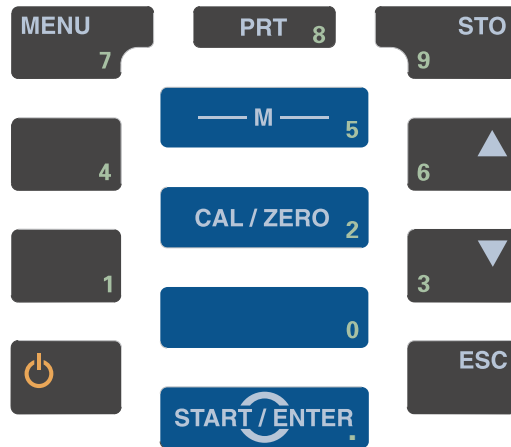 MENU
7
PRT 8
STO
9
M
5
4
6
CAL / ZERO 2
1
3
0
ESC
START / ENTER
.